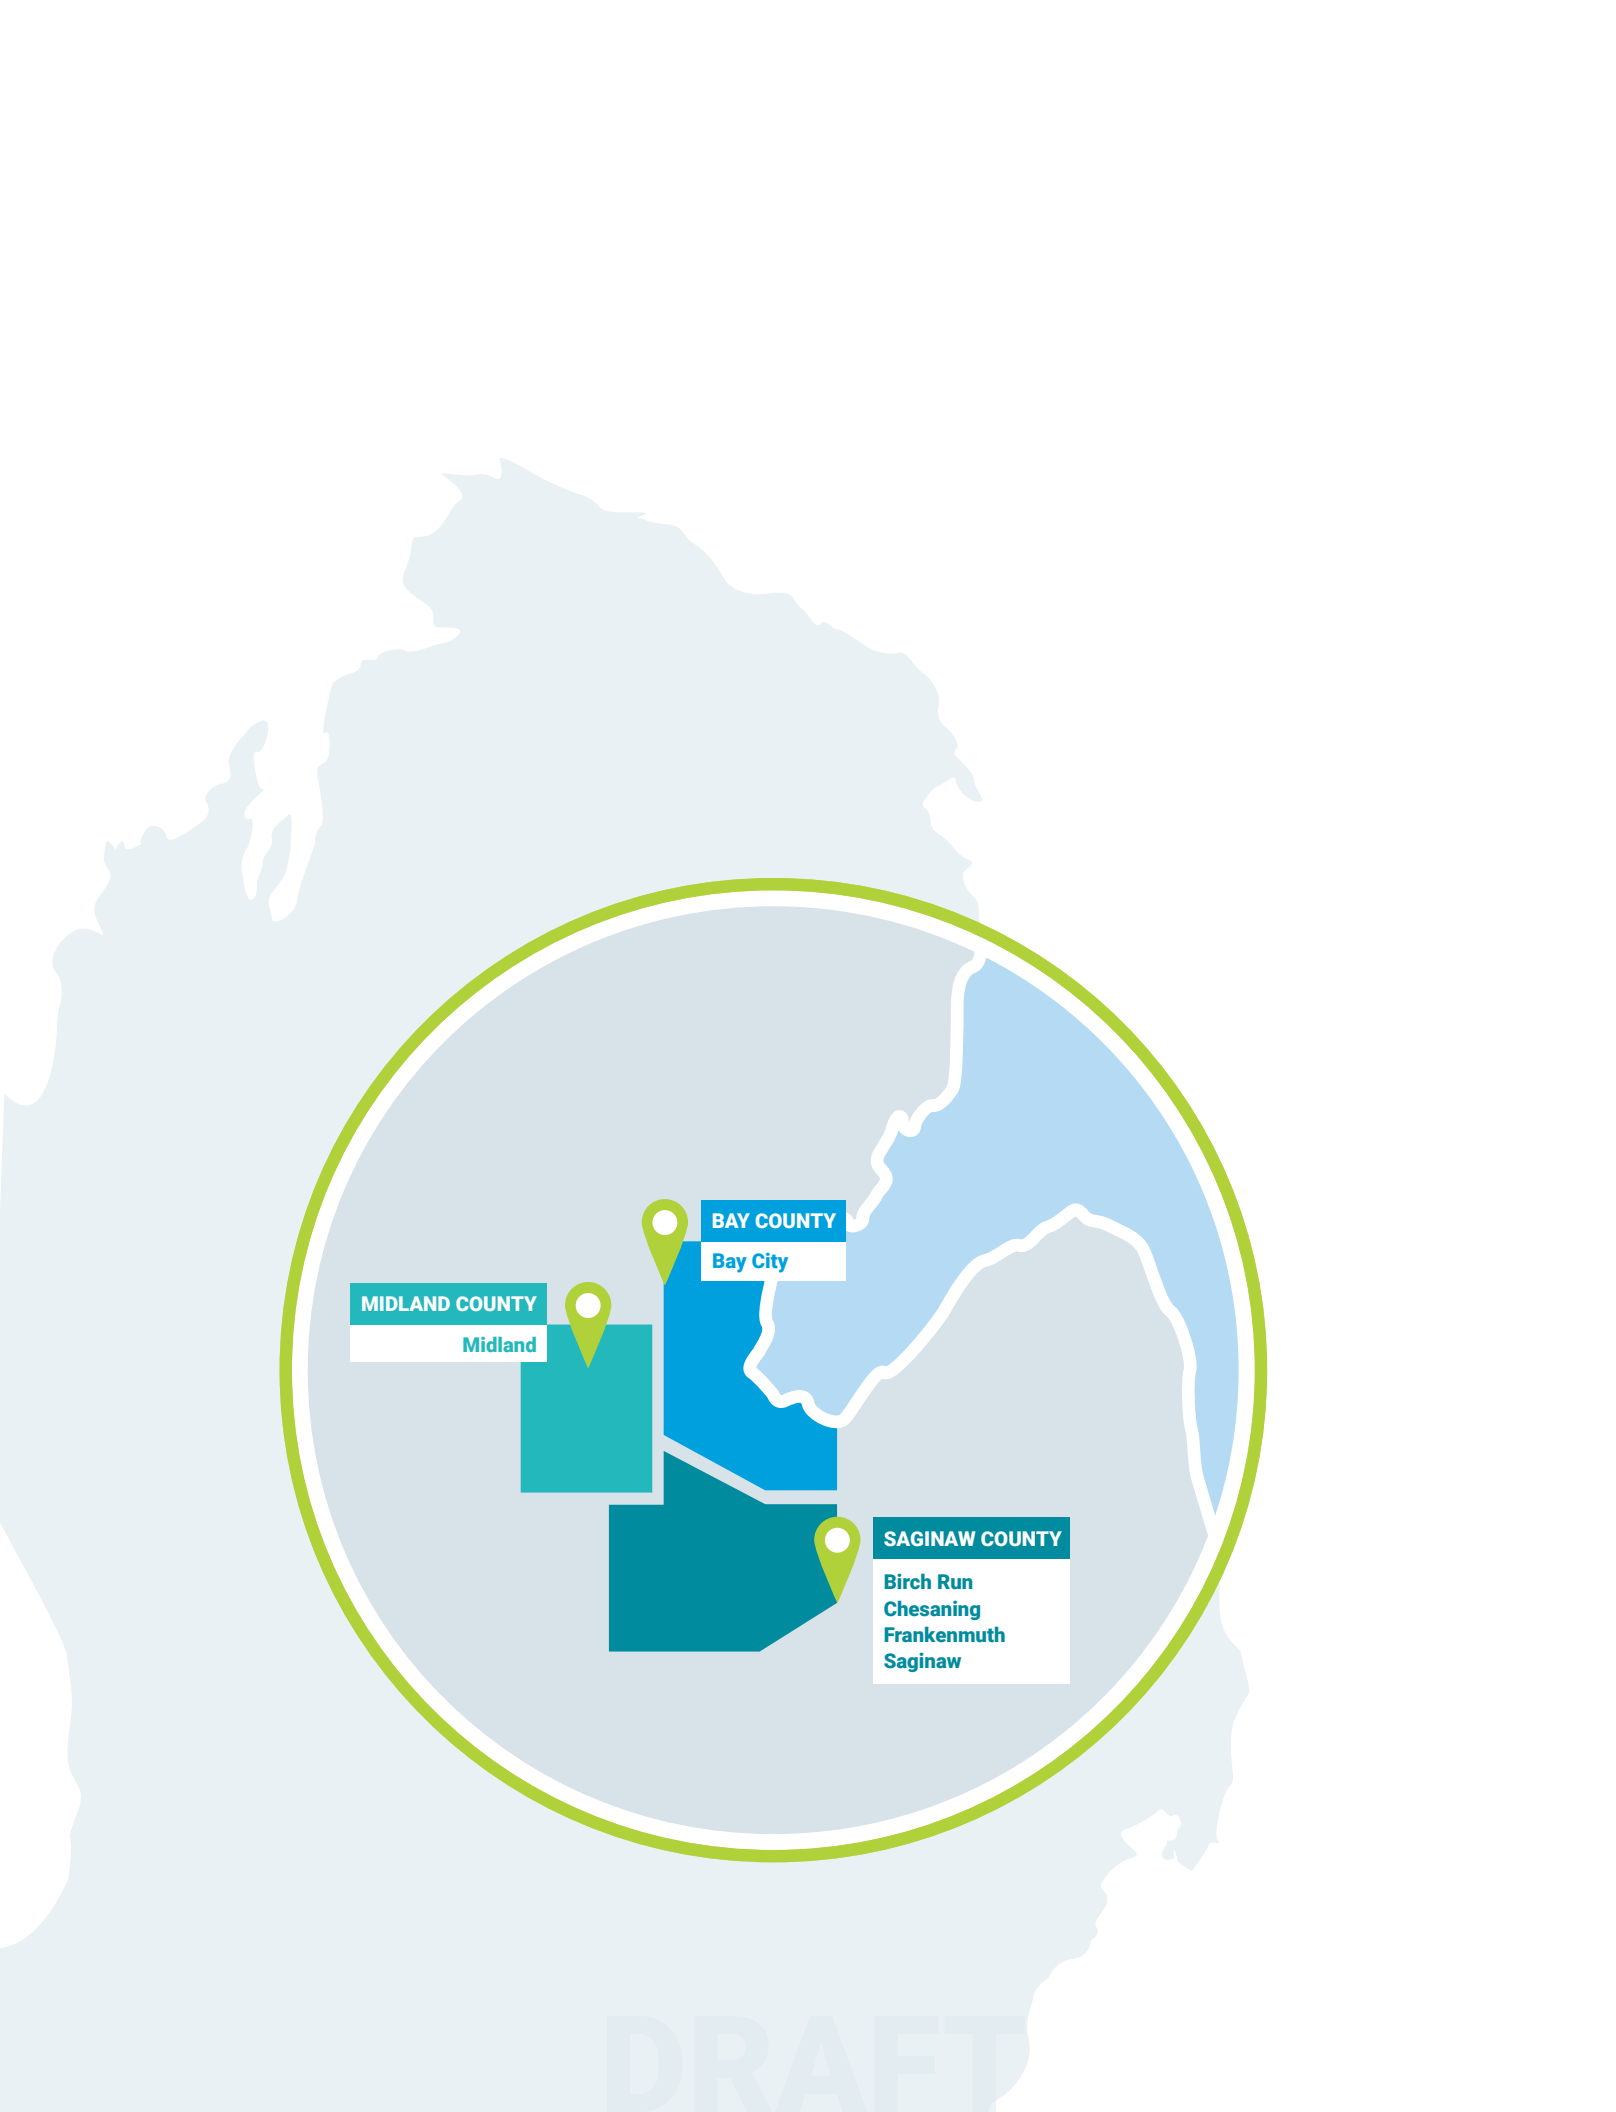 BAY COUNTY
Bay City
MIDLAND COUNTY
Midland
SAGINAW COUNTY
Birch Run
Chesaning
Frankenmuth
Saginaw
DRAFT